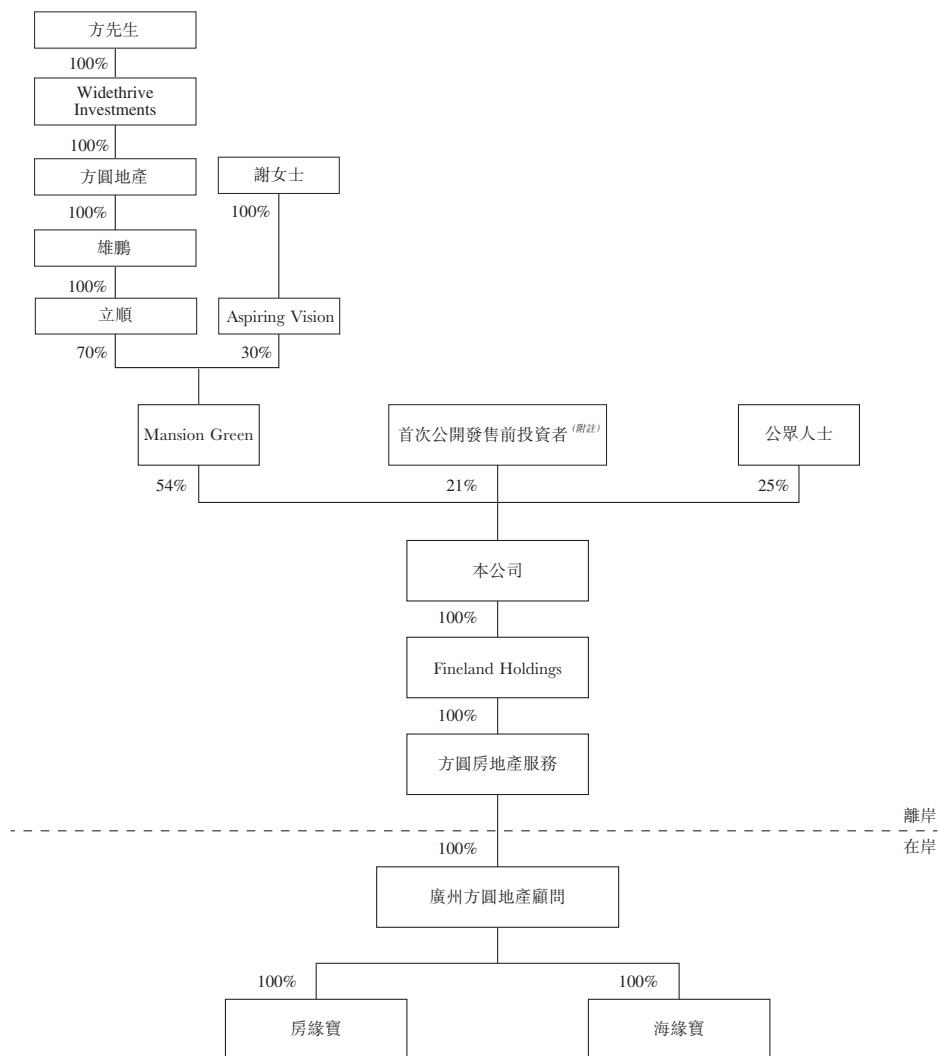 方先生
100%
Widethrive
Investments
100%
方圓地產
謝女士
100%
100%
雄鵬
100%
立順
Aspiring Vision
70%
30%
Mansion Green
首次公開發售前投資者(附註)
公眾人士
54%
21%
25%
本公司
100%
Fineland Holdings
100%
方圓房地產服務
離岸
在岸
100%
廣州方圓地產顧問
100%
100%
房緣寶
海緣寶